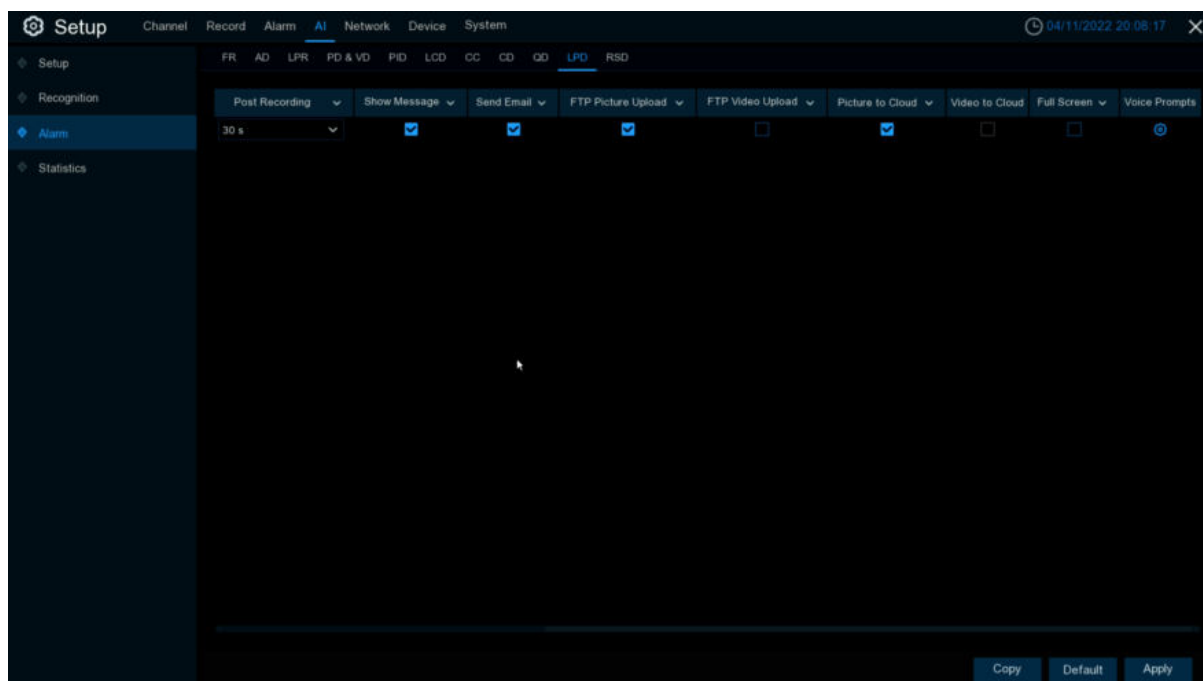 Setup Channel Record Alarm AI Network Device System 04/11/2022 20:08:17
Setup
Recognition
Alarm
Statistics
FR AD LPR PD & VD PID LCD CC CD QD LPD RSD
Post Recording Show Message Send Email FTP Picture Upload FTP Video Upload Picture to Cloud Video to Cloud Full Screen Voice Prompts
30 s
Copy Default Apply